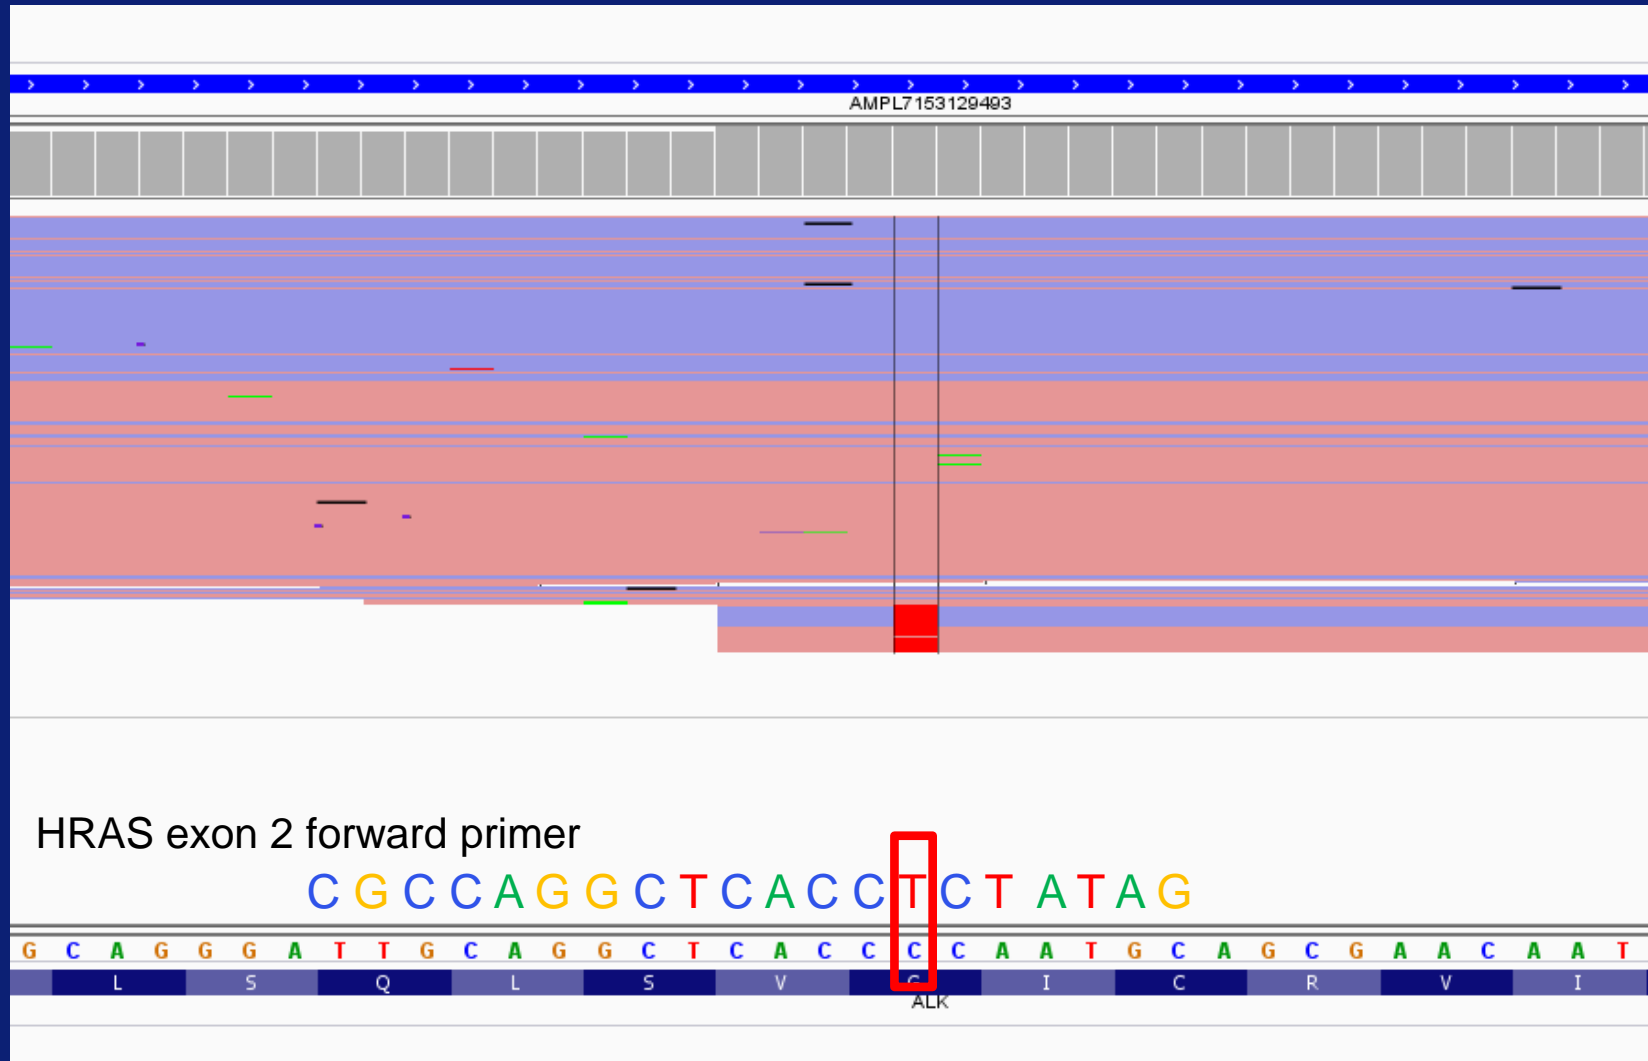 AMPL7153129493
HRAS exon 2 forward primer
C G C C A G G C T C A C C T C T A T A G
G C A G G G A T T G C A G G C T C A C C C C A A T G C A G C G A A C A A T
L S Q L S V G I C R V I
ALK